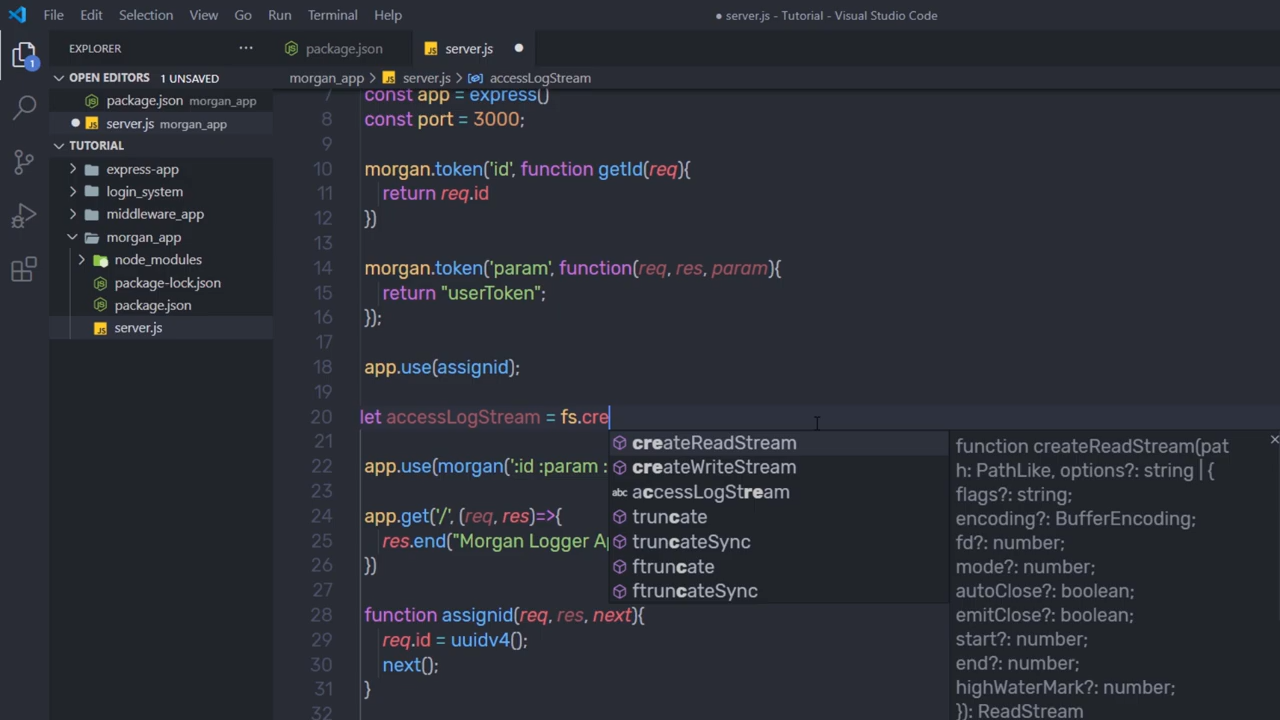 File Edit Selection View Go Run Terminal Help ● server.js - Tutorial - Visual Studio Code
EXPLORER ... package.json server.js
1
OPEN EDITORS 1 UNSAVED
package.json morgan_app
server.js morgan_app
TUTORIAL
express-app
login_system
middleware_app
morgan_app
node_modules
package-lock.json
package.json
server.js
morgan_app > server.js > accessLogStream
7 const app = express()
8 const port = 3000;
9
10 morgan.token('id', function getId(req){
11 return req.id
12 })
13
14 morgan.token('param', function(req, res, param){
15 return "userToken";
16 });
17
18 app.use(assignid);
19
20 let accessLogStream = fs.cre
21
22 app.use(morgan(':id :param :
23
24 app.get('/', (req, res)=>{
25 res.end("Morgan Logger Ap
26 })
27
28 function assignid(req, res, next){
29 req.id = uuidv4();
30 next();
31 }
32
createReadStream
createWriteStream
abc accessLogStream
truncate
truncateSync
ftruncate
ftruncateSync
function createReadStream(pat
h: PathLike, options?: string | {
flags?: string;
encoding?: BufferEncoding;
fd?: number;
mode?: number;
autoClose?: boolean;
emitClose?: boolean;
start?: number;
end?: number;
highWaterMark?: number;
}): ReadStream